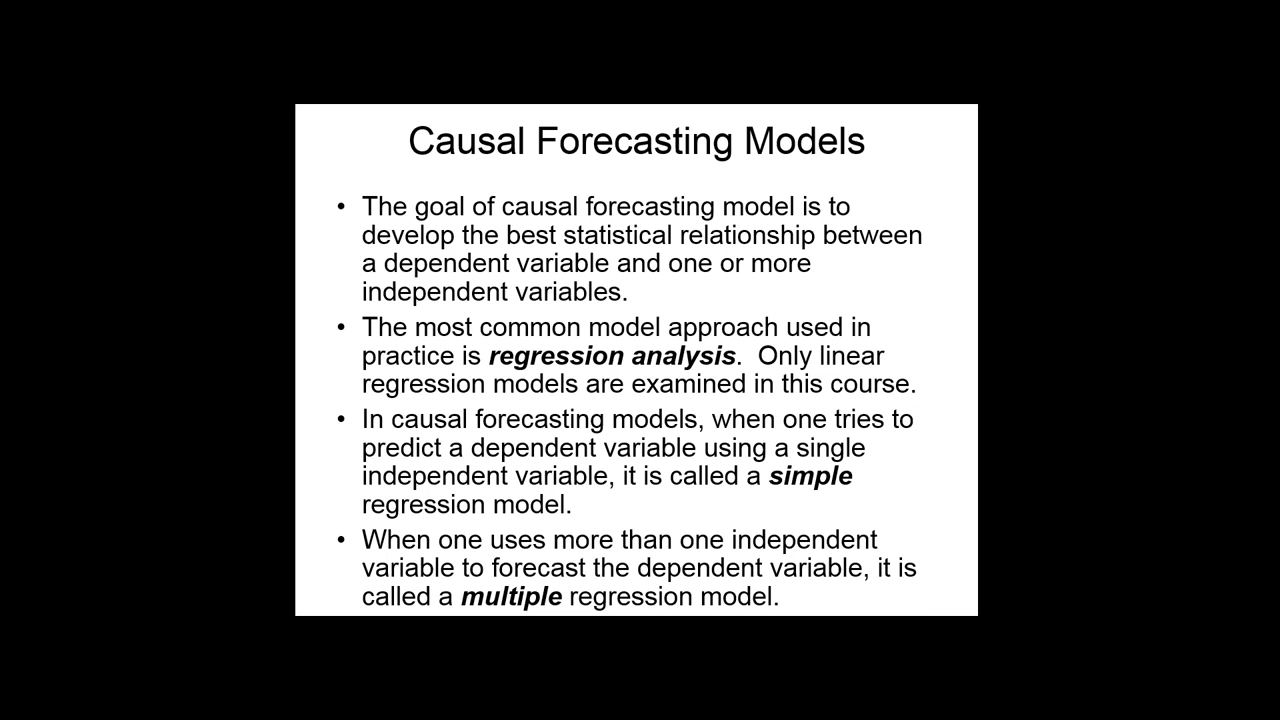 Causal Forecasting Models
• The goal of causal forecasting model is to
develop the best statistical relationship between
a dependent variable and one or more
independent variables.
• The most common model approach used in
practice is regression analysis.  Only linear
regression models are examined in this course.
• In causal forecasting models, when one tries to
predict a dependent variable using a single
independent variable, it is called a simple
regression model.
• When one uses more than one independent
variable to forecast the dependent variable, it is
called a multiple regression model.